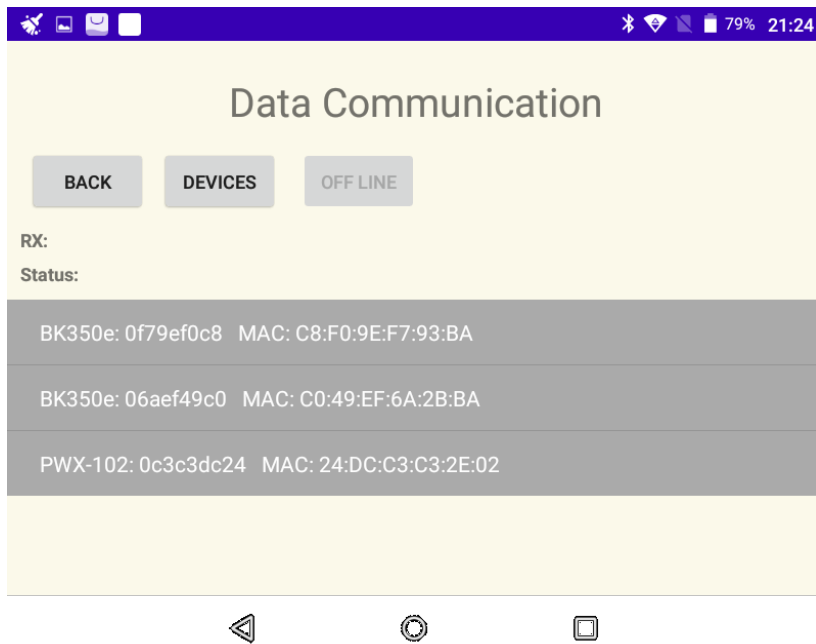 79% 21:24
Data Communication
BACK DEVICES OFF LINE
RX:
Status:
BK350e: 0f79ef0c8 MAC: C8:F0:9E:F7:93:BA
BK350e: 06aef49c0 MAC: C0:49:EF:6A:2B:BA
PWX-102: 0c3c3dc24 MAC: 24:DC:C3:C3:2E:02